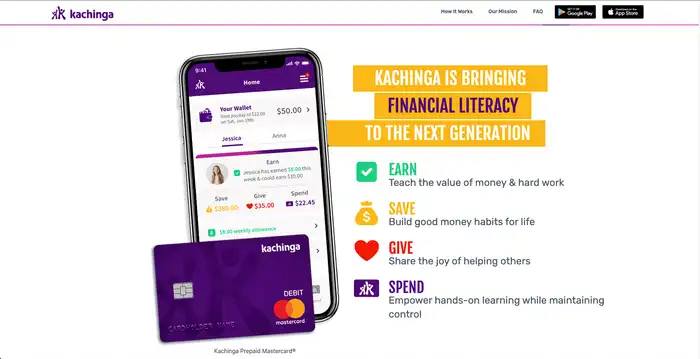 kachinga
How It Works
Our Mission
FAQ
GET IT ON
Google Play
Download on the
App Store
9:41
Home
Your Wallet
Next payday of $22.00
on Sat, Jan 29th
$50.00
Jessica
Anna
Earn
Jessica has earned $8.00 this
week & could earn $10.00
Save
Give
Spend
$380.00
$35.00
$22.45
$8.00 weekly allowance
kachinga
DEBIT
mastercard
CARDHOLDER NAME
Kachinga Prepaid Mastercard®
KACHINGA IS BRINGING
FINANCIAL LITERACY
TO THE NEXT GENERATION
EARN
Teach the value of money & hard work
SAVE
Build good money habits for life
GIVE
Share the joy of helping others
SPEND
Empower hands-on learning while maintaining
control